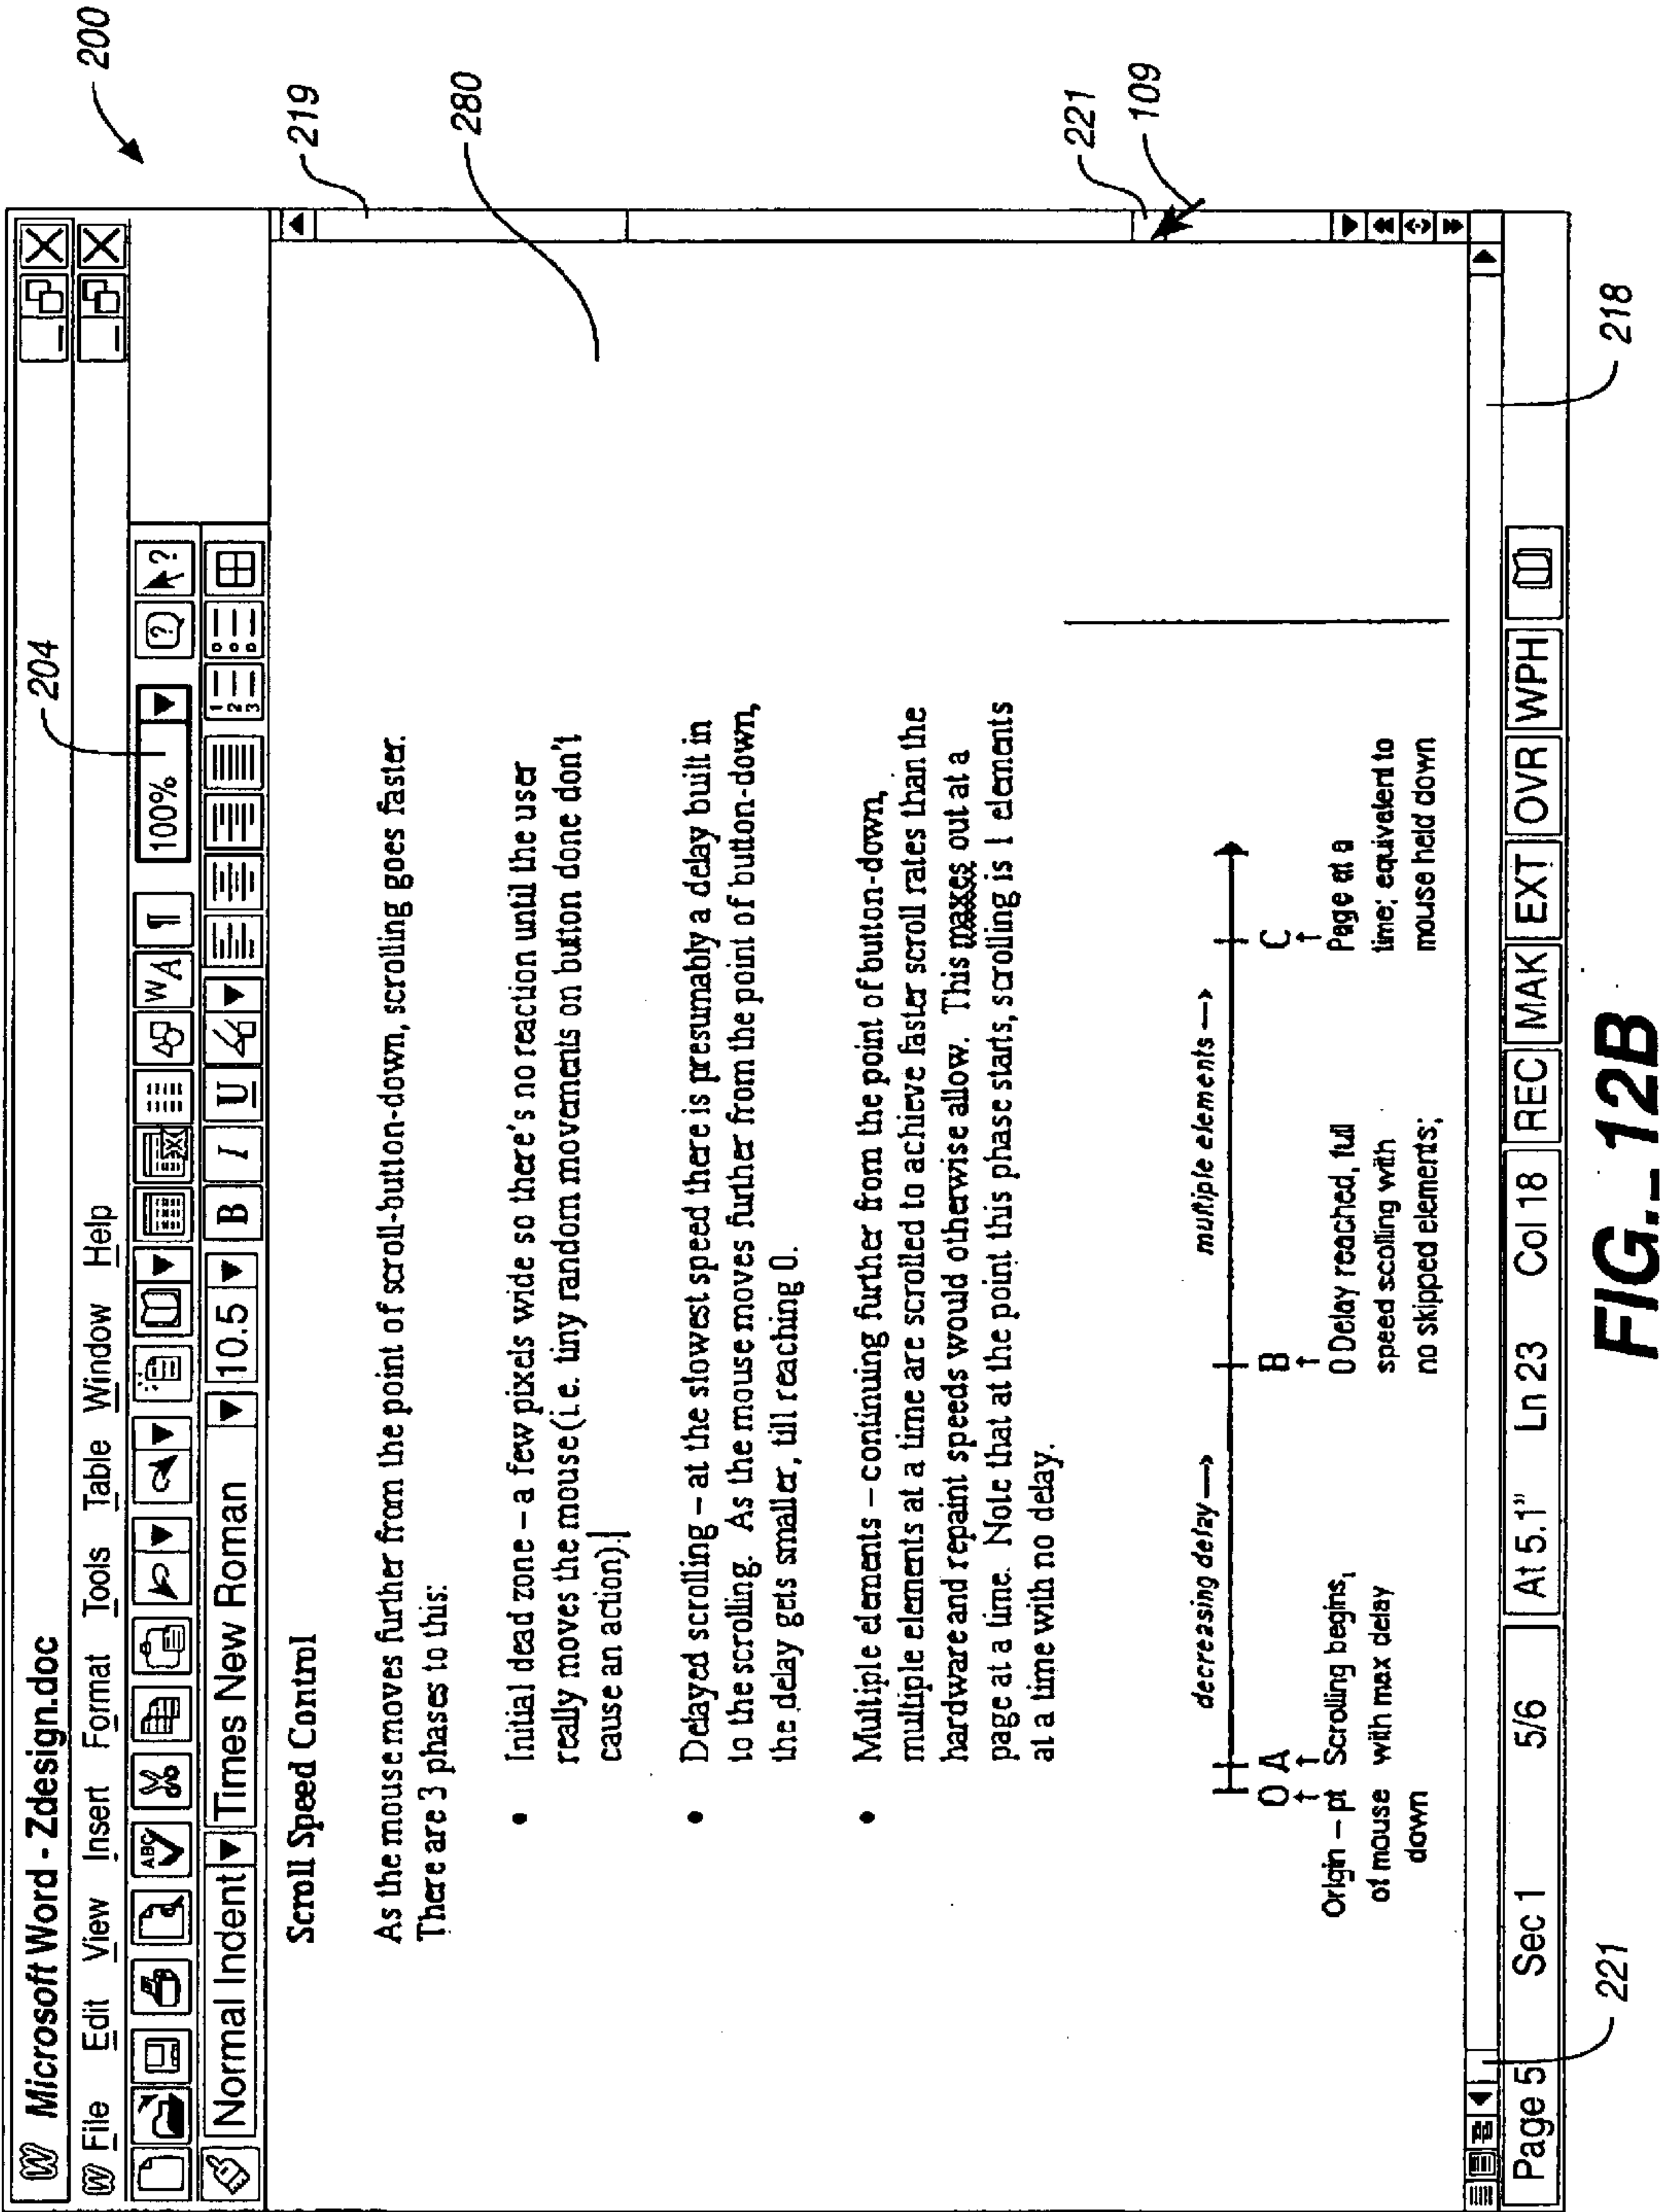 200
W Microsoft Word - Zdesign.doc
W File Edit View Insert Format Tools Table Window Help
204
ABC W A ¶ 100% ? ?
Normal Indent Times New Roman 10.5 B I U 1 2 3
219
280
221
109
Scroll Speed Control
As the mouse moves further from the point of scroll-button-down, scrolling goes faster.
There are 3 phases to this:
• Initial dead zone – a few pixels wide so there's no reaction until the user
really moves the mouse (i.e. tiny random movements on button done don't
cause an action).
• Delayed scrolling – at the slowest speed there is presumably a delay built in
to the scrolling. As the mouse moves further from the point of button-down,
the delay gets smaller, till reaching 0.
• Multiple elements – continuing further from the point of button-down,
multiple elements at a time are scrolled to achieve faster scroll rates than the
hardware and repaint speeds would otherwise allow. This maxes out at a
page at a time. Note that at the point this phase starts, scrolling is 1 elements
at a time with no delay.
decreasing delay → multiple elements →
O A B C
↑ ↑ ↑ ↑
Origin – pt Scrolling begins, 0 Delay reached, full Page at a
of mouse with max delay speed scolling with time; equivalent to
down no skipped elements; mouse held down
Page 5 Sec 1 5/6 At 5.1" Ln 23 Col 18 REC MAK EXT OVR WPH
221
218
FIG._12B